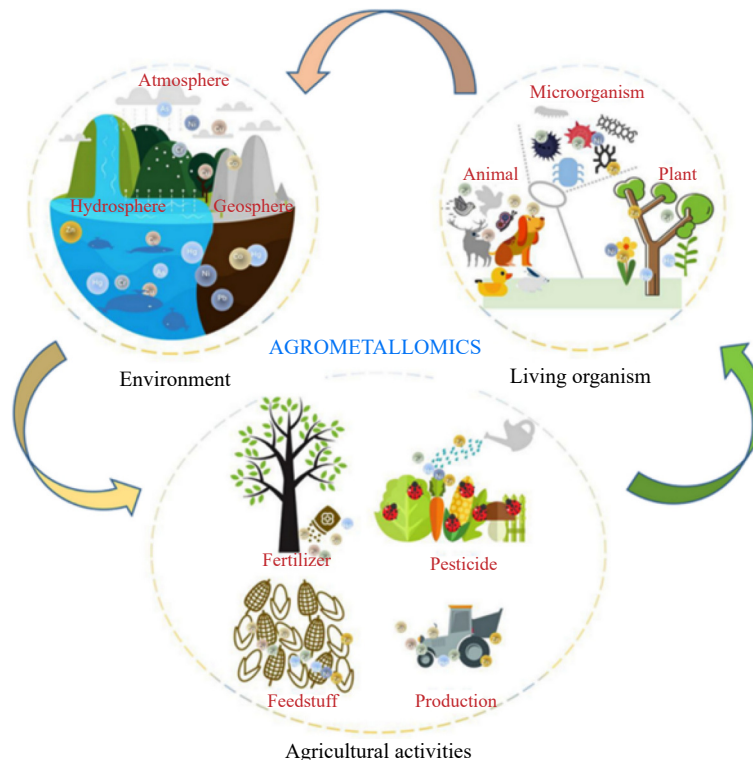 Atmosphere
Hydrosphere
Geosphere
Environment
Microorganism
Animal
Plant
Living organism
AGROMETALLOMICS
Fertilizer
Pesticide
Feedstuff
Production
Agricultural activities